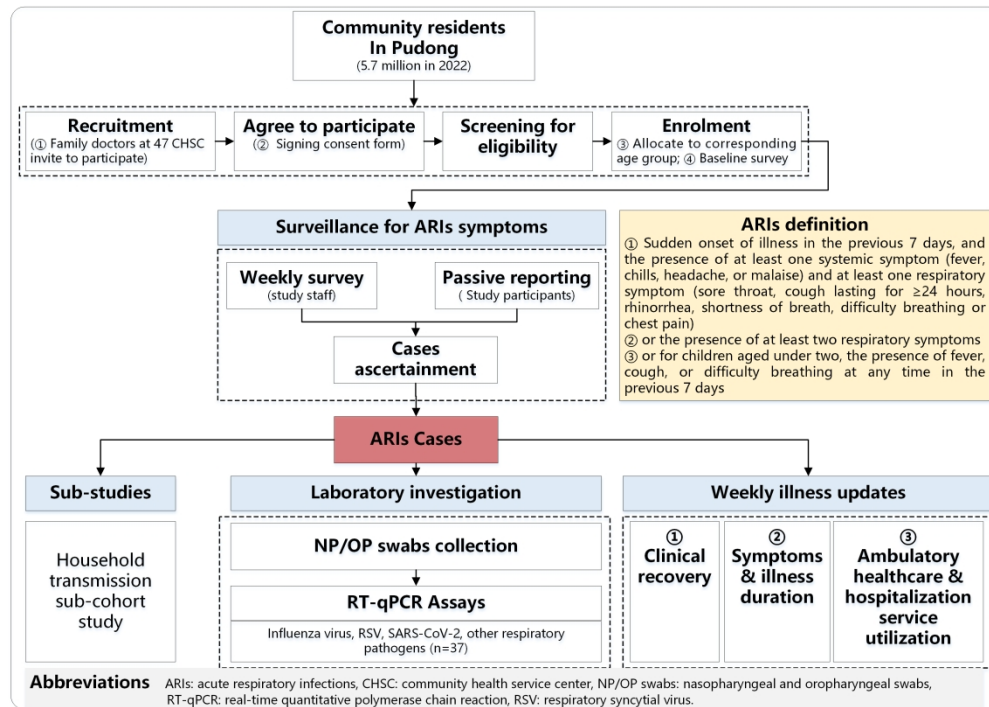 Community residents
In Pudong
(5.7 million in 2022)
Recruitment
(① Family doctors at 47 CHSC
invite to participate)
Agree to participate
(② Signing consent form)
Screening for
eligibility
Enrolment
③ Allocate to corresponding
age group; ④ Baseline survey
Surveillance for ARIs symptoms
Weekly survey
(study staff)
Passive reporting
( Study participants)
Cases
ascertainment
ARIs definition
① Sudden onset of illness in the previous 7 days, and
the presence of at least one systemic symptom (fever,
chills, headache, or malaise) and at least one respiratory
symptom (sore throat, cough lasting for ≥24 hours,
rhinorrhea, shortness of breath, difficulty breathing or
chest pain)
② or the presence of at least two respiratory symptoms
③ or for children aged under two, the presence of fever,
cough, or difficulty breathing at any time in the
previous 7 days
ARIs Cases
Sub-studies
Household
transmission
sub-cohort
study
Laboratory investigation
NP/OP swabs collection
RT-qPCR Assays
Influenza virus, RSV, SARS-CoV-2, other respiratory
pathogens (n=37)
Weekly illness updates
①
Clinical
recovery
②
Symptoms
& illness
duration
③
Ambulatory
healthcare &
hospitalization
service
utilization
Abbreviations ARIs: acute respiratory infections, CHSC: community health service center, NP/OP swabs: nasopharyngeal and oropharyngeal swabs,
RT-qPCR: real-time quantitative polymerase chain reaction, RSV: respiratory syncytial virus.